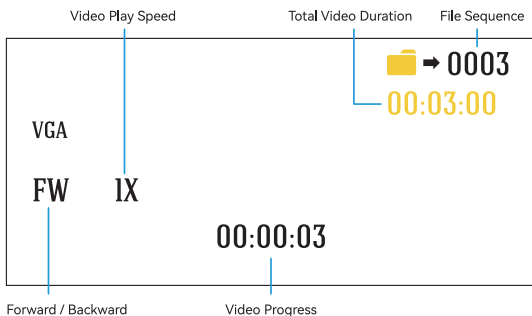 Video Play Speed
Total Video Duration
File Sequence
0003
00:03:00
VGA
FW 1X
00:00:03
Forward / Backward
Video Progress